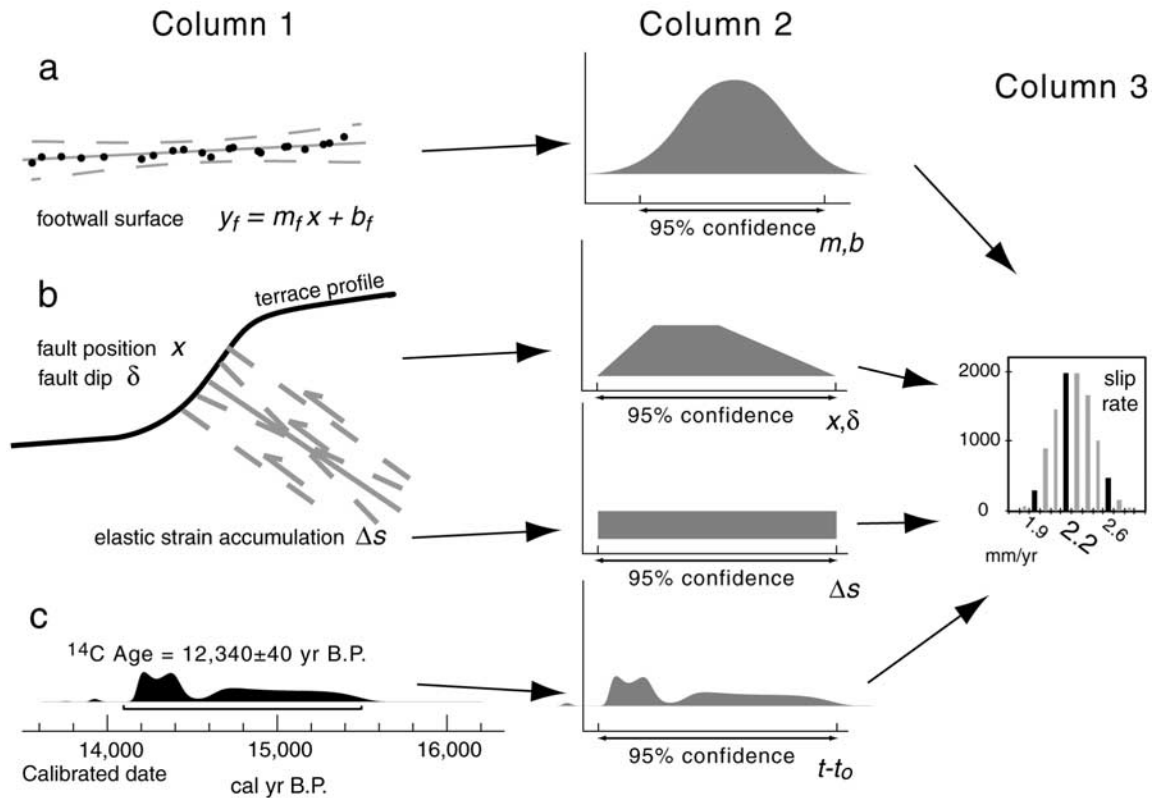 Column 1
Column 2
Column 3
a
footwall surface y_f = m_f x + b_f
95% confidence
m,b
b
terrace profile
fault position x
fault dip δ
95% confidence
x,δ
elastic strain accumulation Δs
95% confidence
Δs
c
¹⁴C Age = 12,340±40 yr B.P.
14,000 15,000 16,000
Calibrated date
cal yr B.P.
95% confidence
t-t₀
2000
1000
0
slip
rate
1.9 2.2 2.6
mm/yr